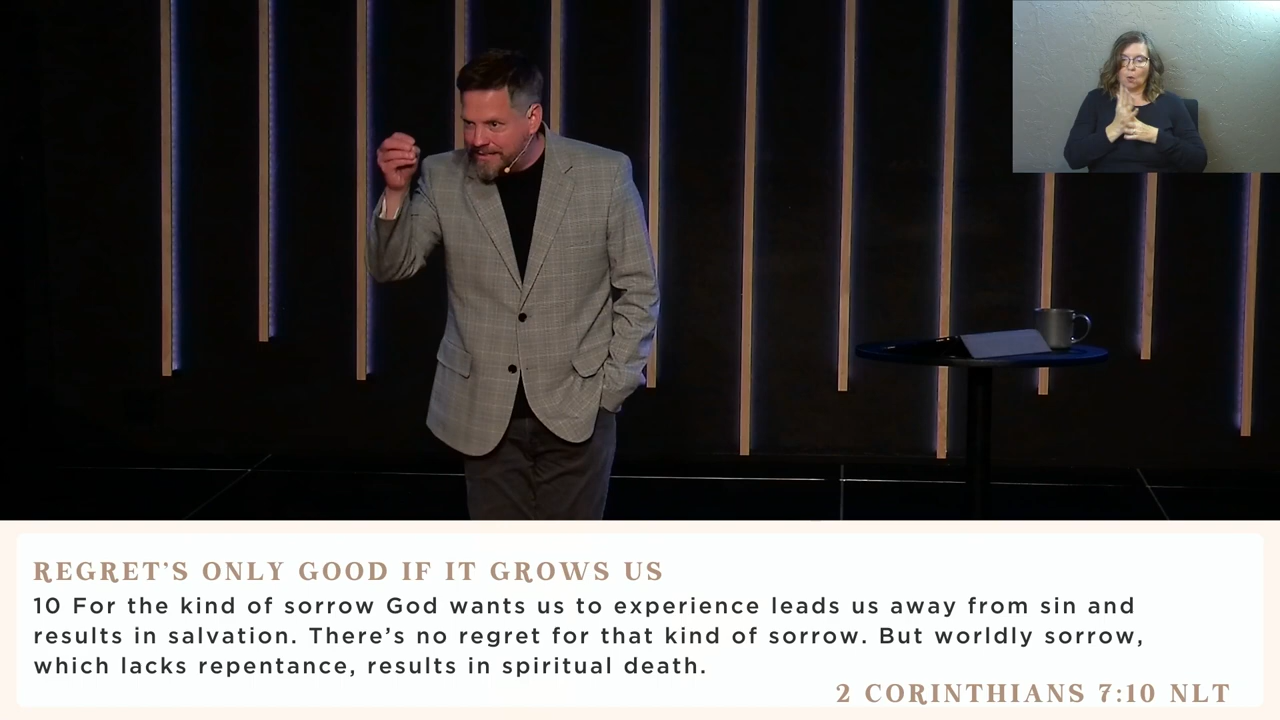 REGRET’S ONLY GOOD IF IT GROWS US
10 For the kind of sorrow God wants us to experience leads us away from sin and
results in salvation. There’s no regret for that kind of sorrow. But worldly sorrow,
which lacks repentance, results in spiritual death.
2 CORINTHIANS 7:10 NLT